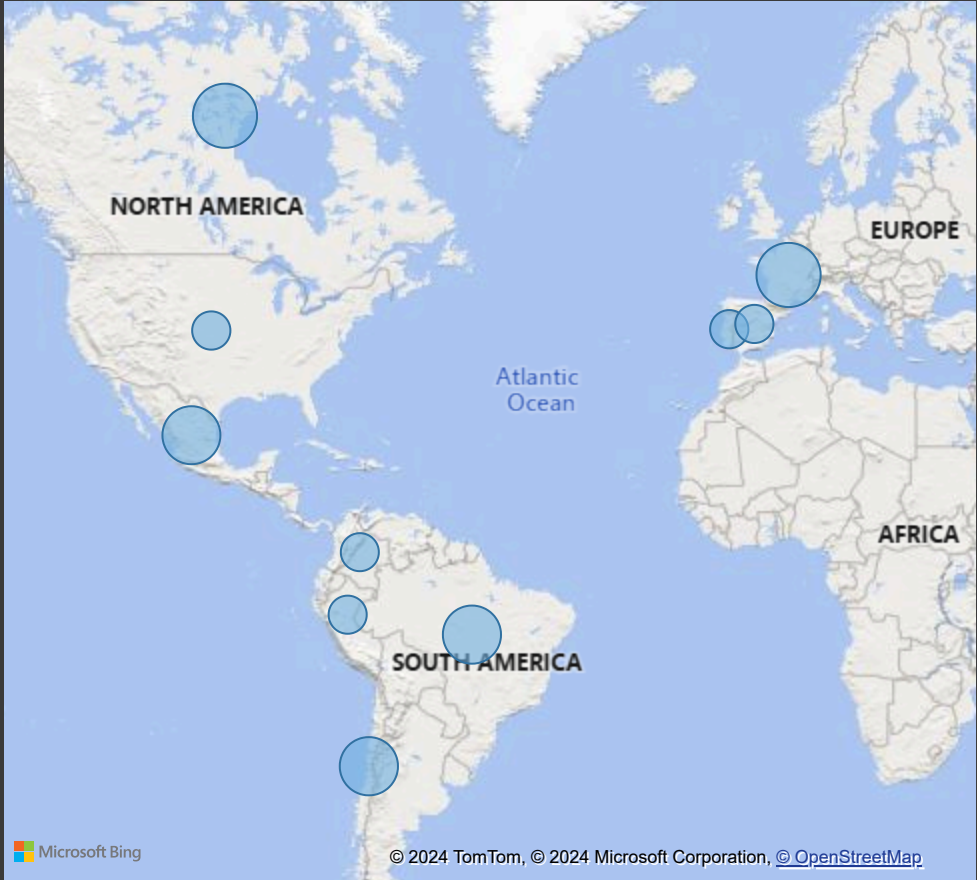 NORTH AMERICA
EUROPE
Atlantic
Ocean
AFRICA
SOUTH AMERICA
Microsoft Bing
© 2024 TomTom, © 2024 Microsoft Corporation, © OpenStreetMap